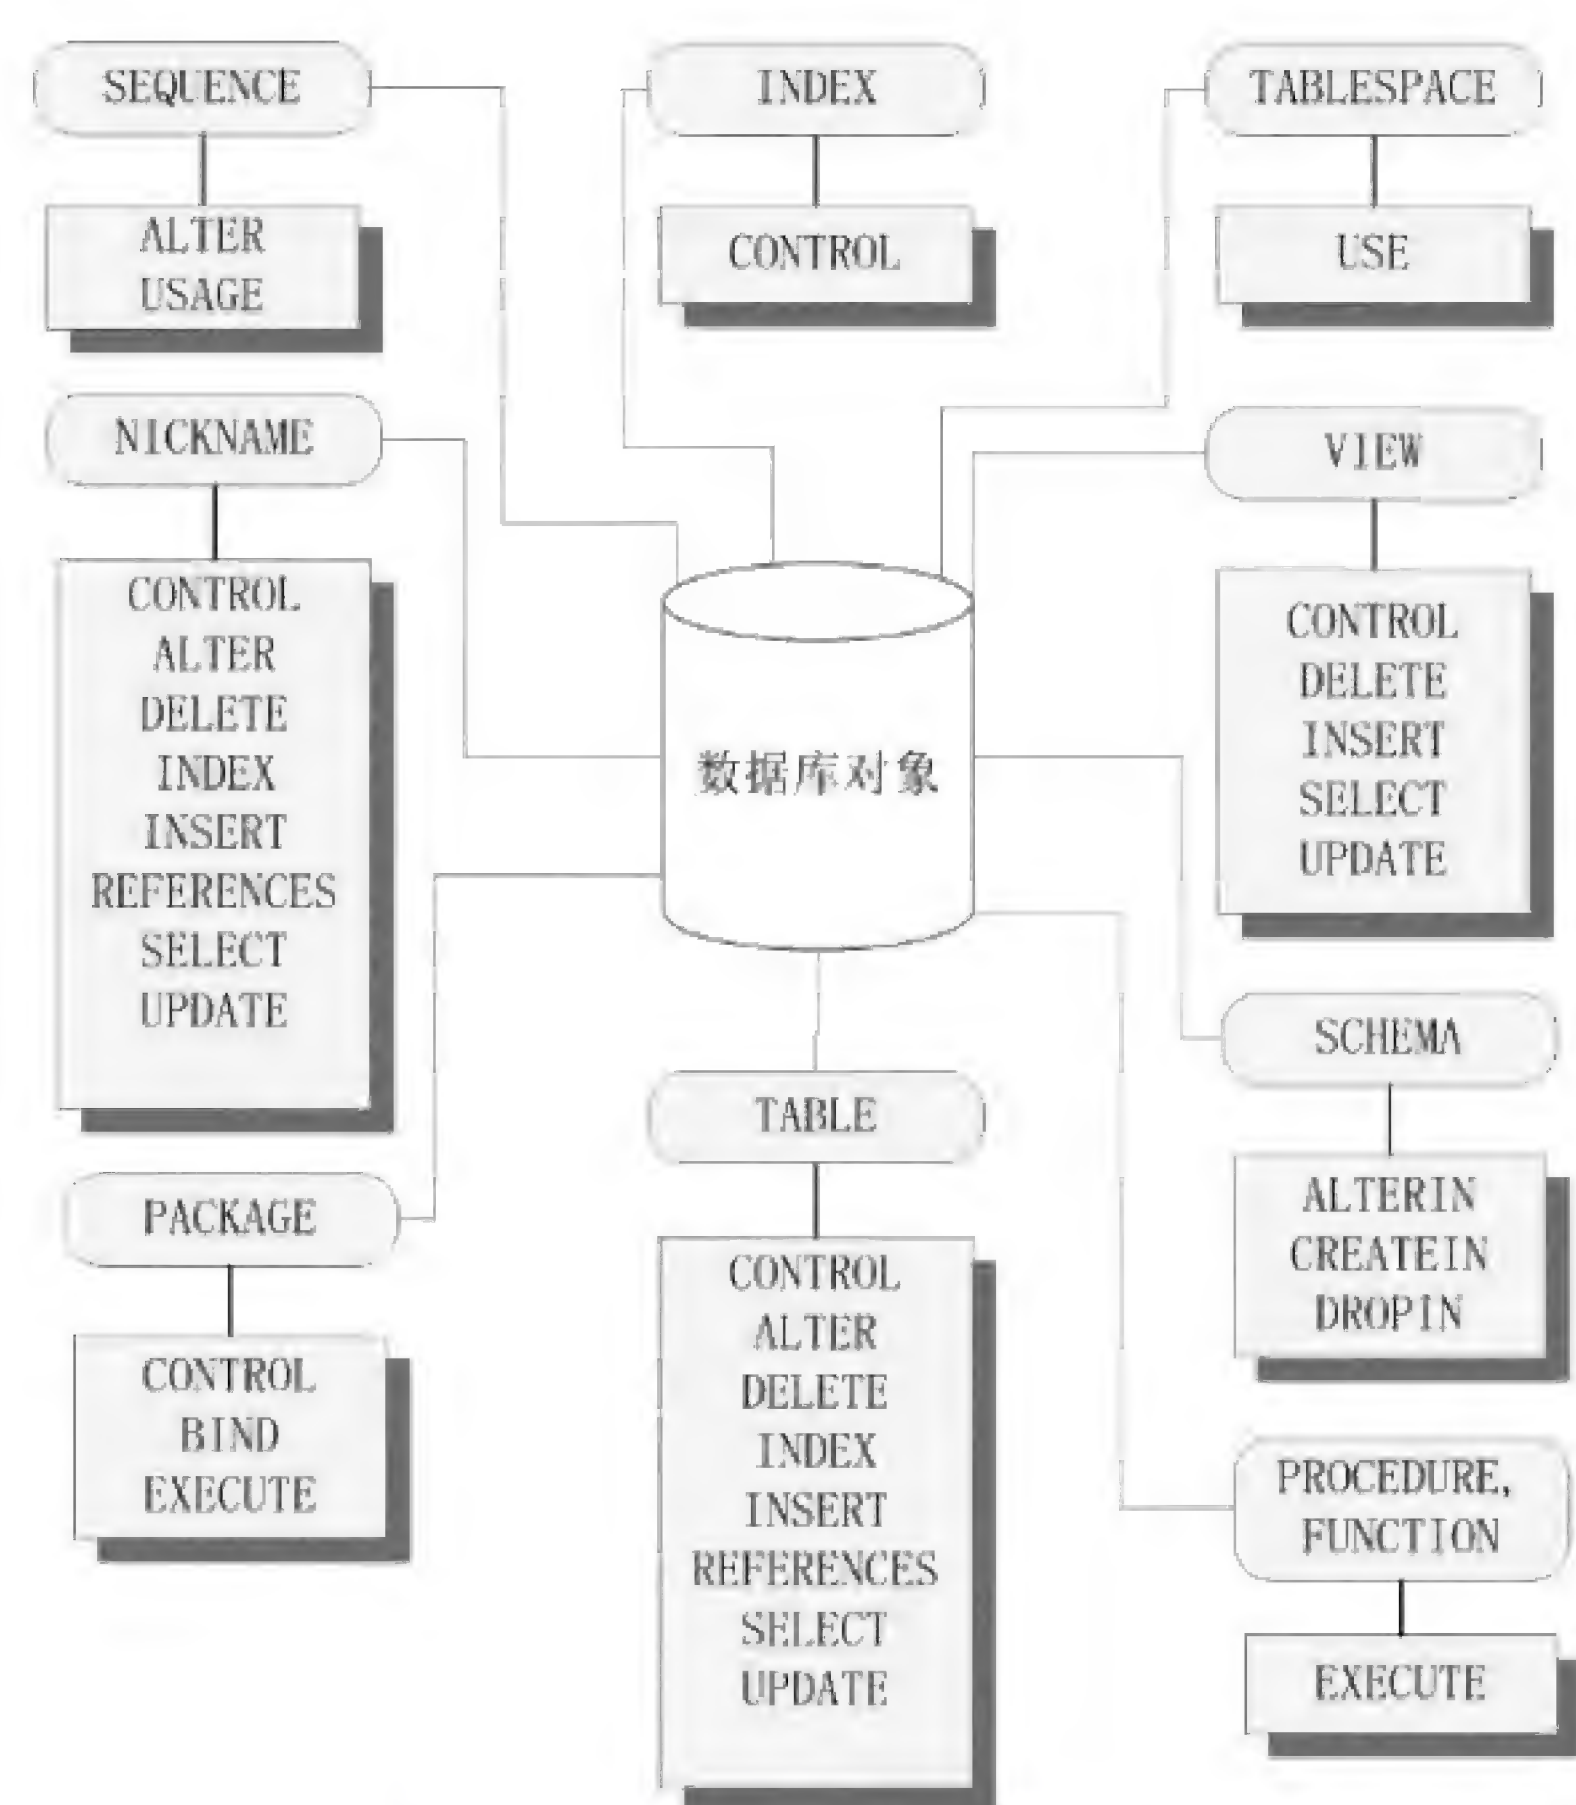 SEQUENCE
ALTER
USAGE
INDEX
CONTROL
TABLESPACE
USE
NICKNAME
CONTROL
ALTER
DELETE
INDEX
INSERT
REFERENCES
SELECT
UPDATE
VIEW
CONTROL
DELETE
INSERT
SELECT
UPDATE
数据库对象
SCHEMA
ALTERIN
CREATEIN
DROPIN
PACKAGE
CONTROL
BIND
EXECUTE
TABLE
CONTROL
ALTER
DELETE
INDEX
INSERT
REFERENCES
SELECT
UPDATE
PROCEDURE,
FUNCTION
EXECUTE